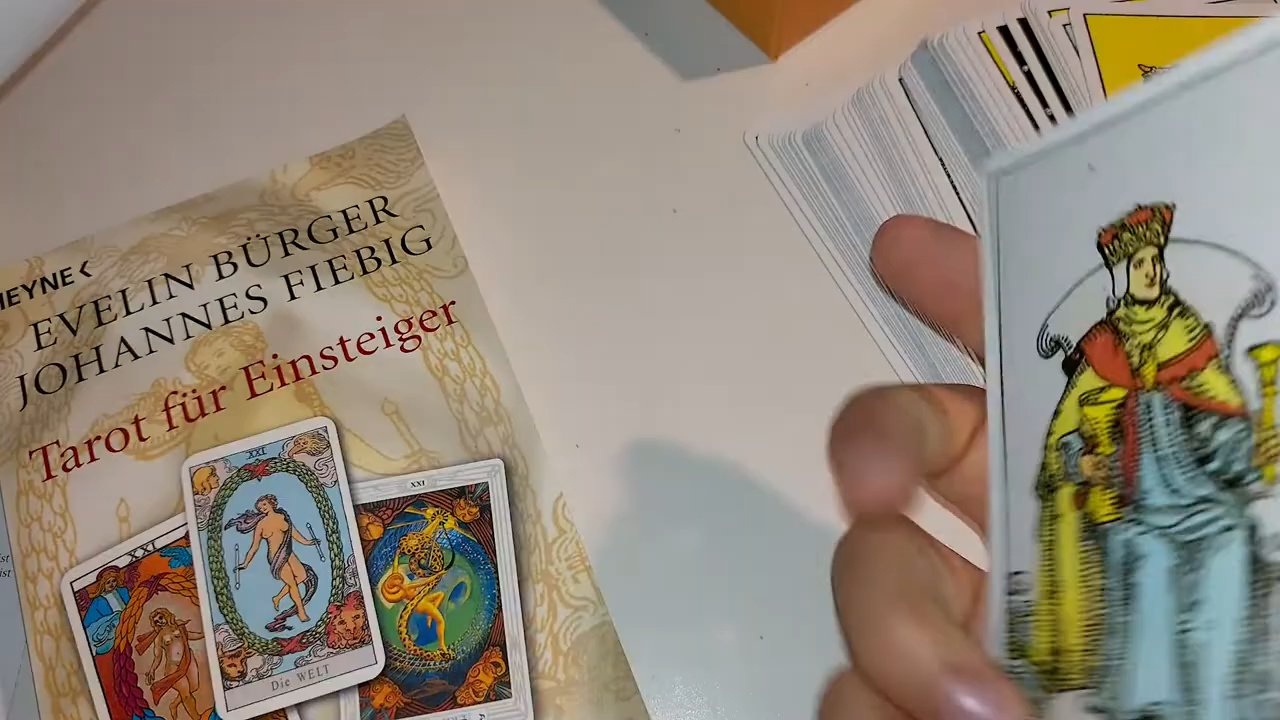 HEYNE<
EVELIN BÜRGER
JOHANNES FIEBIG
Tarot für Einsteiger
XXI
XXI
XXI
Die WELT